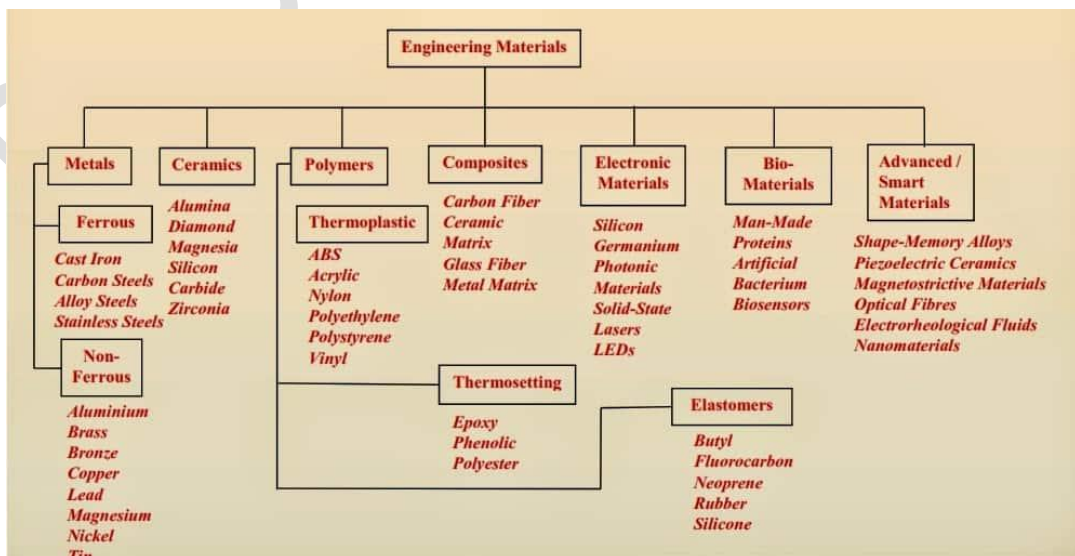 Engineering Materials
Metals
Ferrous
Cast Iron
Carbon Steels
Alloy Steels
Stainless Steels
Non-
Ferrous
Aluminium
Brass
Bronze
Copper
Lead
Magnesium
Nickel
Tin
Ceramics
Alumina
Diamond
Magnesia
Silicon
Carbide
Zirconia
Polymers
Thermoplastic
ABS
Acrylic
Nylon
Polyethylene
Polystyrene
Vinyl
Thermosetting
Epoxy
Phenolic
Polyester
Elastomers
Butyl
Fluorocarbon
Neoprene
Rubber
Silicone
Composites
Carbon Fiber
Ceramic
Matrix
Glass Fiber
Metal Matrix
Electronic
Materials
Silicon
Germanium
Photonic
Materials
Solid-State
Lasers
LEDs
Bio-
Materials
Man-Made
Proteins
Artificial
Bacterium
Biosensors
Advanced /
Smart
Materials
Shape-Memory Alloys
Piezoelectric Ceramics
Magnetostrictive Materials
Optical Fibres
Electrorheological Fluids
Nanomaterials